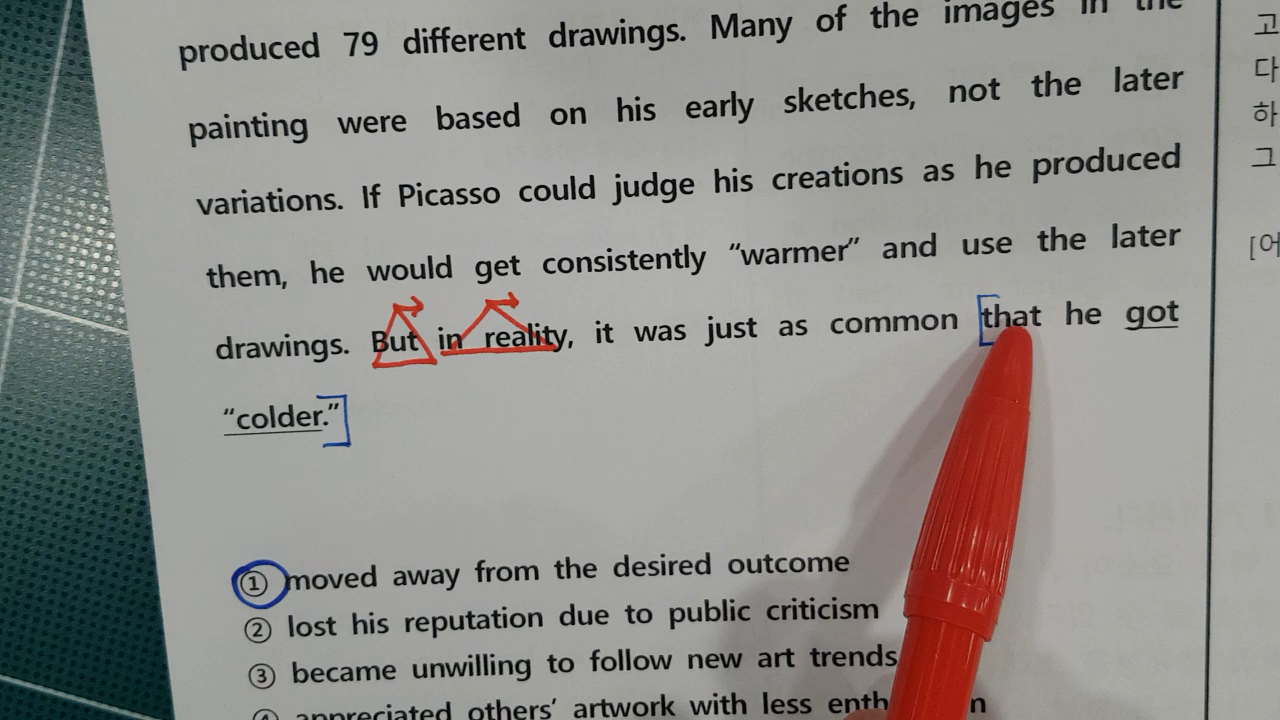 produced 79 different drawings. Many of the images in the
painting were based on his early sketches, not the later
variations. If Picasso could judge his creations as he produced
them, he would get consistently “warmer” and use the later
drawings. But in reality, it was just as common that he got
“colder.”
① moved away from the desired outcome
② lost his reputation due to public criticism
③ became unwilling to follow new art trends
④ appreciated others’ artwork with less
고
다
하
그
[어